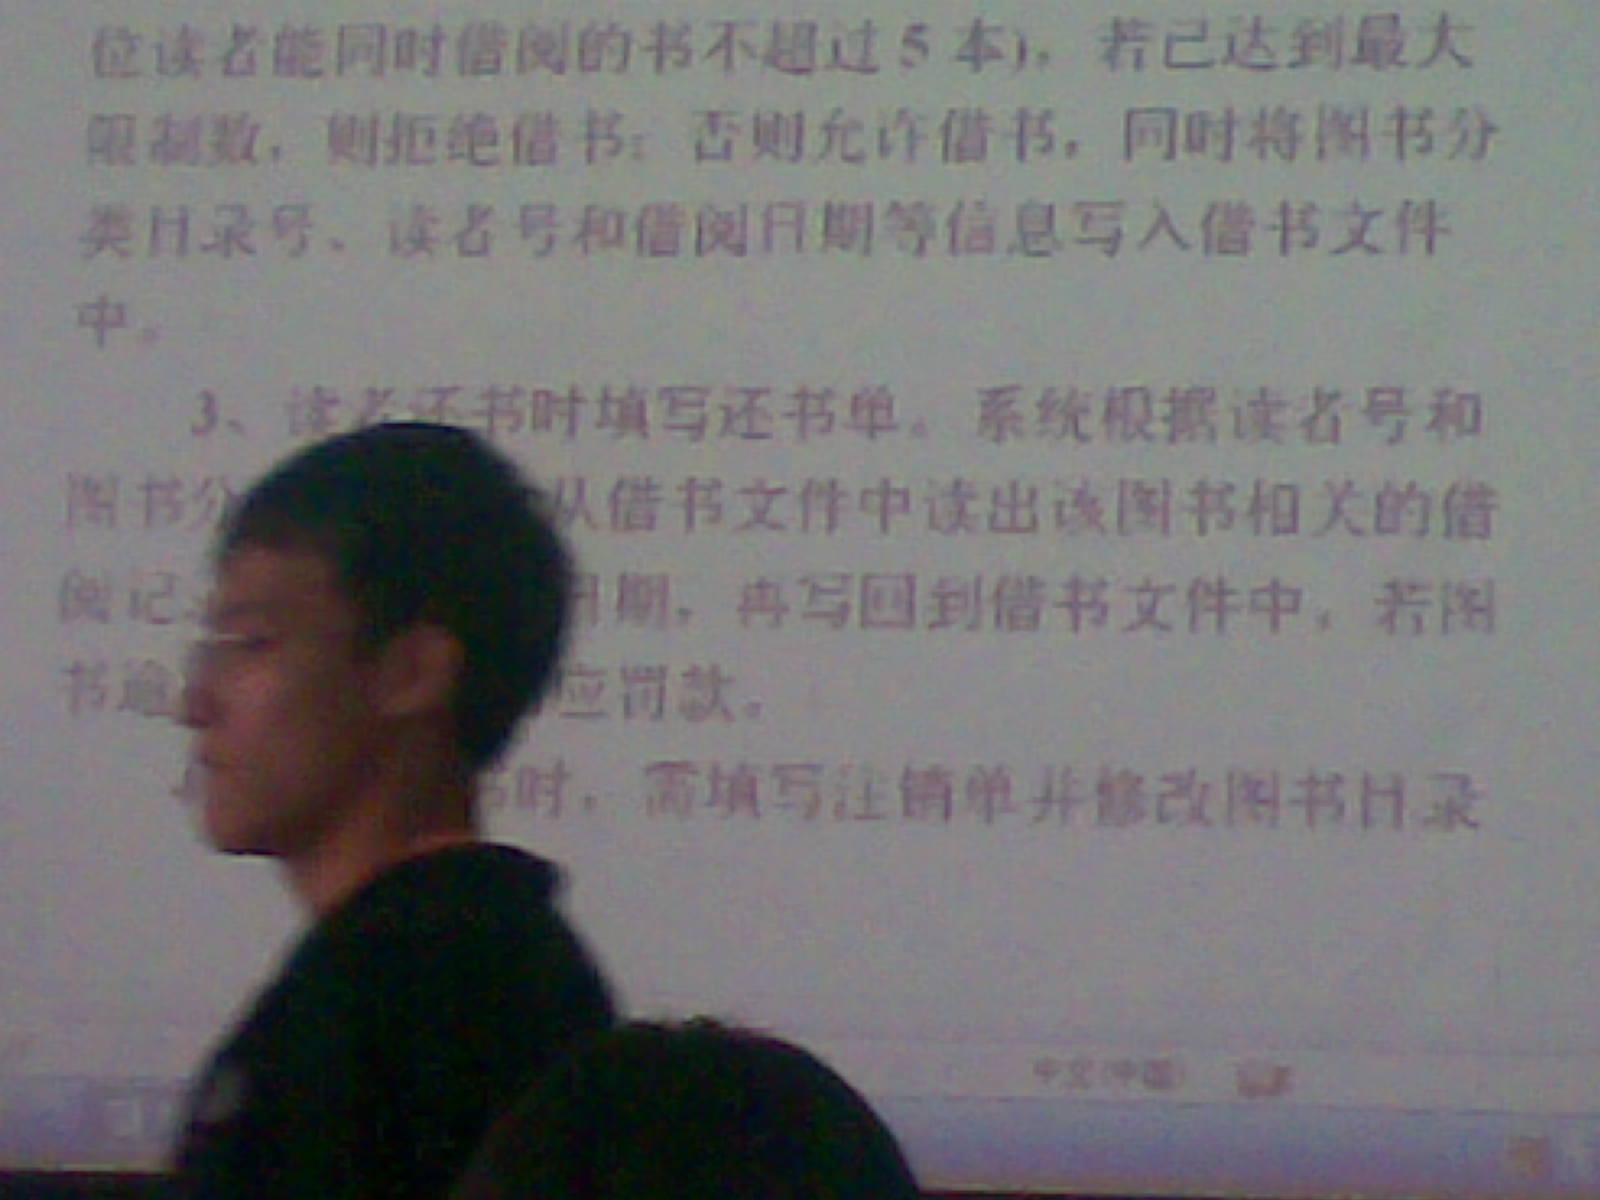 位读者能同时借阅的书不超过 5 本)，若已达到最大
限制数，则拒绝借书；否则允许借书，同时将图书分
类目录号、读者号和借阅日期等信息写入借书文件
中。
3、读者还书时填写还书单。系统根据读者号和
图书分 从借书文件中读出该图书相关的借
阅记 日期，再写回到借书文件中，若图
书逾 应罚款。
书时，需填写注销单并修改图书目录
中文(中国)